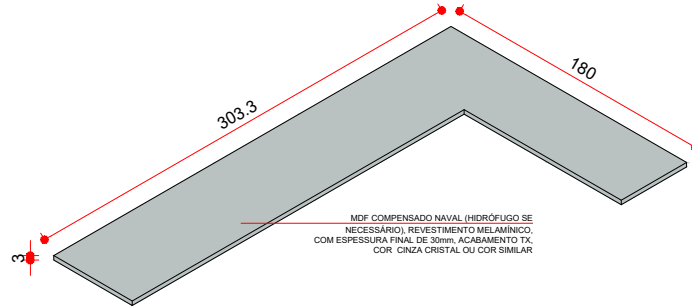 180
303.3
MDF COMPENSADO NAVAL (HIDRÓFUGO SE
NECESSÁRIO), REVESTIMENTO MELAMÍNICO,
COM ESPESSURA FINAL DE 30mm, ACABAMENTO TX,
COR CINZA CRISTAL OU COR SIMILAR
3